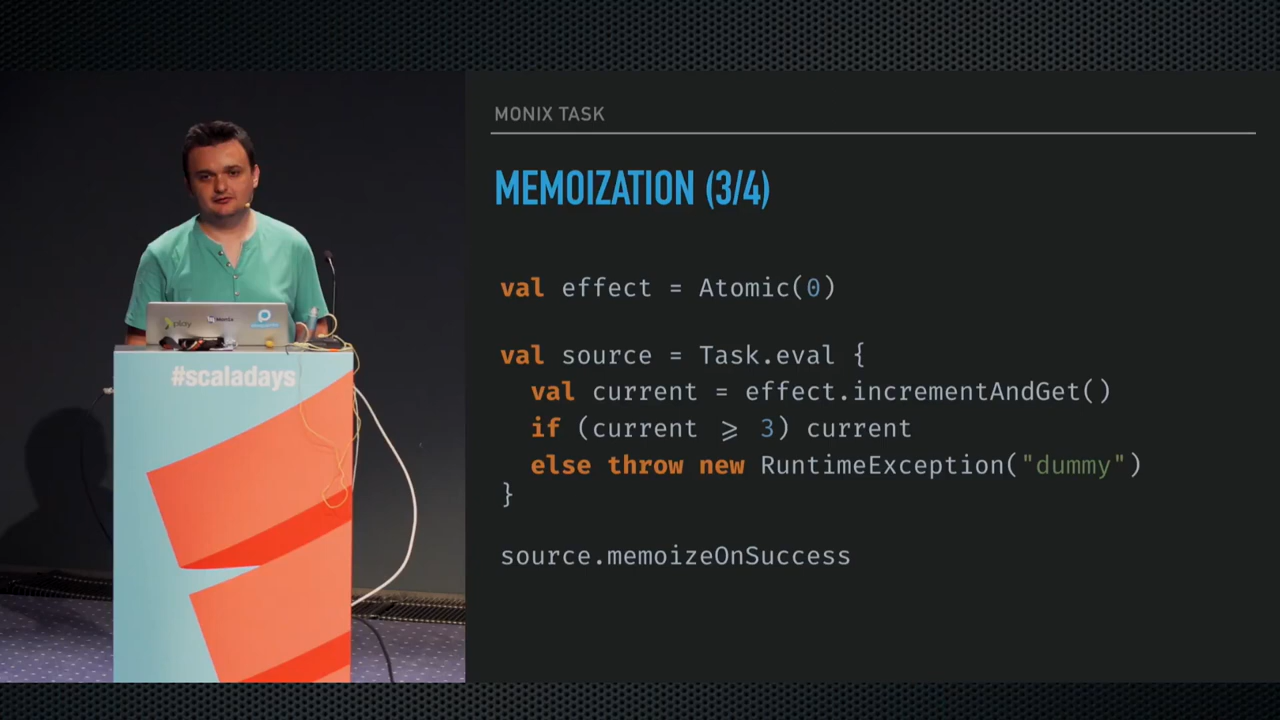 MONIX TASK
MEMOIZATION (3/4)
val effect = Atomic(0)
val source = Task.eval {
val current = effect.incrementAndGet()
if (current ⩾ 3) current
else throw new RuntimeException("dummy")
}
source.memoizeOnSuccess
play
#scaladays